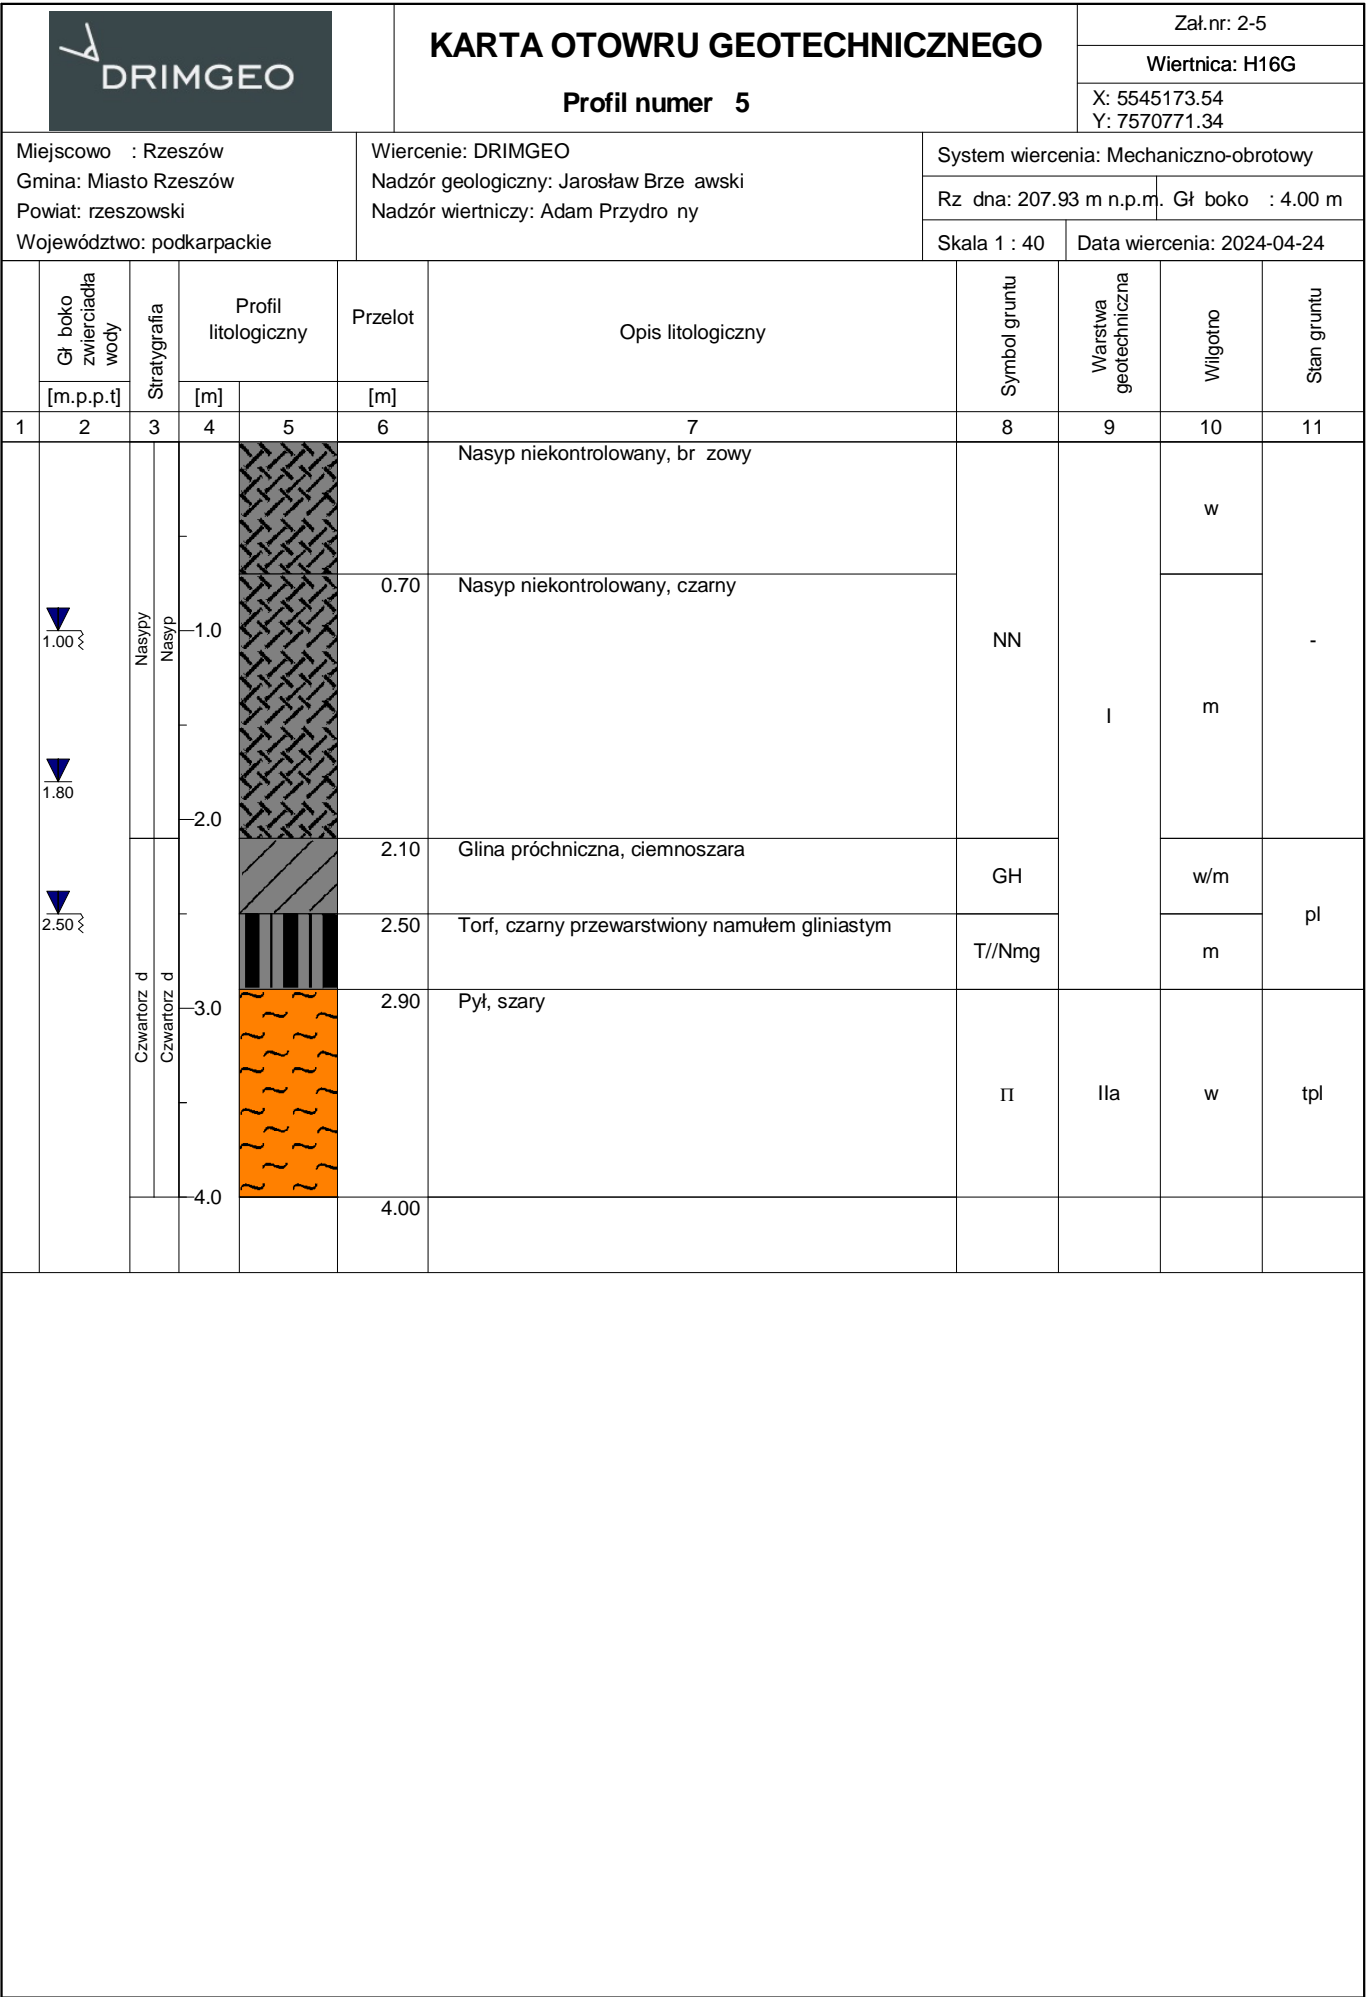 DRIMGEO
KARTA OTOWRU GEOTECHNICZNEGO
Profil numer 5
Zał.nr: 2-5
Wiertnica: H16G
X: 5545173.54
Y: 7570771.34
Miejscowo : Rzeszów
Gmina: Miasto Rzeszów
Powiat: rzeszowski
Województwo: podkarpackie
Wiercenie: DRIMGEO
Nadzór geologiczny: Jarosław Brze awski
Nadzór wiertniczy: Adam Przydro ny
System wiercenia: Mechaniczno-obrotowy
Rz dna: 207.93 m n.p.m. Gł boko : 4.00 m
Skala 1 : 40 Data wiercenia: 2024-04-24
Gł boko
zwierciadła
wody
[m.p.p.t]
Stratygrafia
Profil
litologiczny
[m]
Przelot
[m]
Opis litologiczny
Symbol gruntu
Warstwa
geotechniczna
Wilgotno
Stan gruntu
1 2 3 4 5 6 7 8 9 10 11
Nasyp niekontrolowany, br zowy
w
0.70 Nasyp niekontrolowany, czarny
1.00
Nasypy
Nasyp
1.0
NN
-
I
m
1.80
2.0
2.10 Glina próchniczna, ciemnoszara
GH
w/m
pl
2.50
2.50 Torf, czarny przewarstwiony namułem gliniastym
T//Nmg
m
Czwartorz d
Czwartorz d
2.90 Pył, szary
3.0
Π
IIa
w
tpl
4.0
4.00